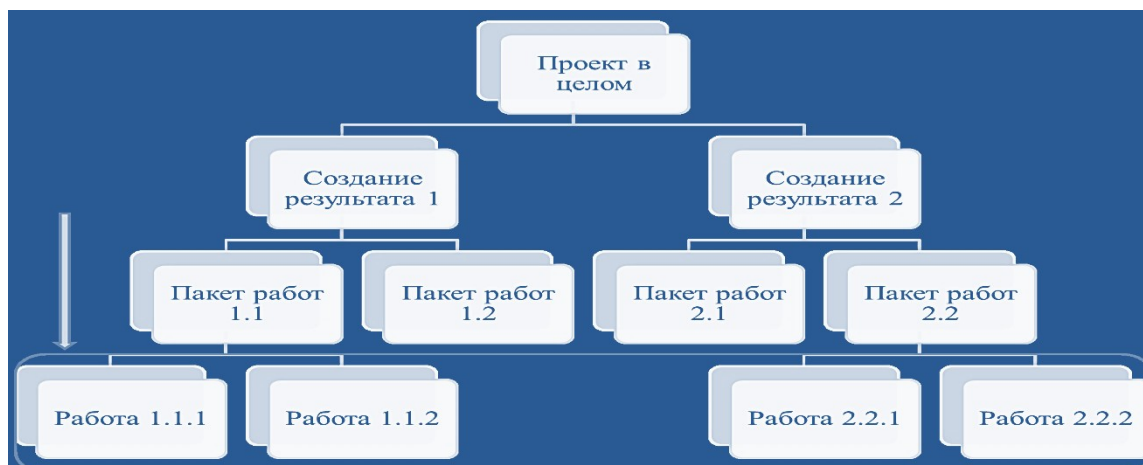 Проект в
целом
Создание
результата 1
Создание
результата 2
Пакет работ
1.1
Пакет работ
1.2
Пакет работ
2.1
Пакет работ
2.2
Работа 1.1.1
Работа 1.1.2
Работа 2.2.1
Работа 2.2.2